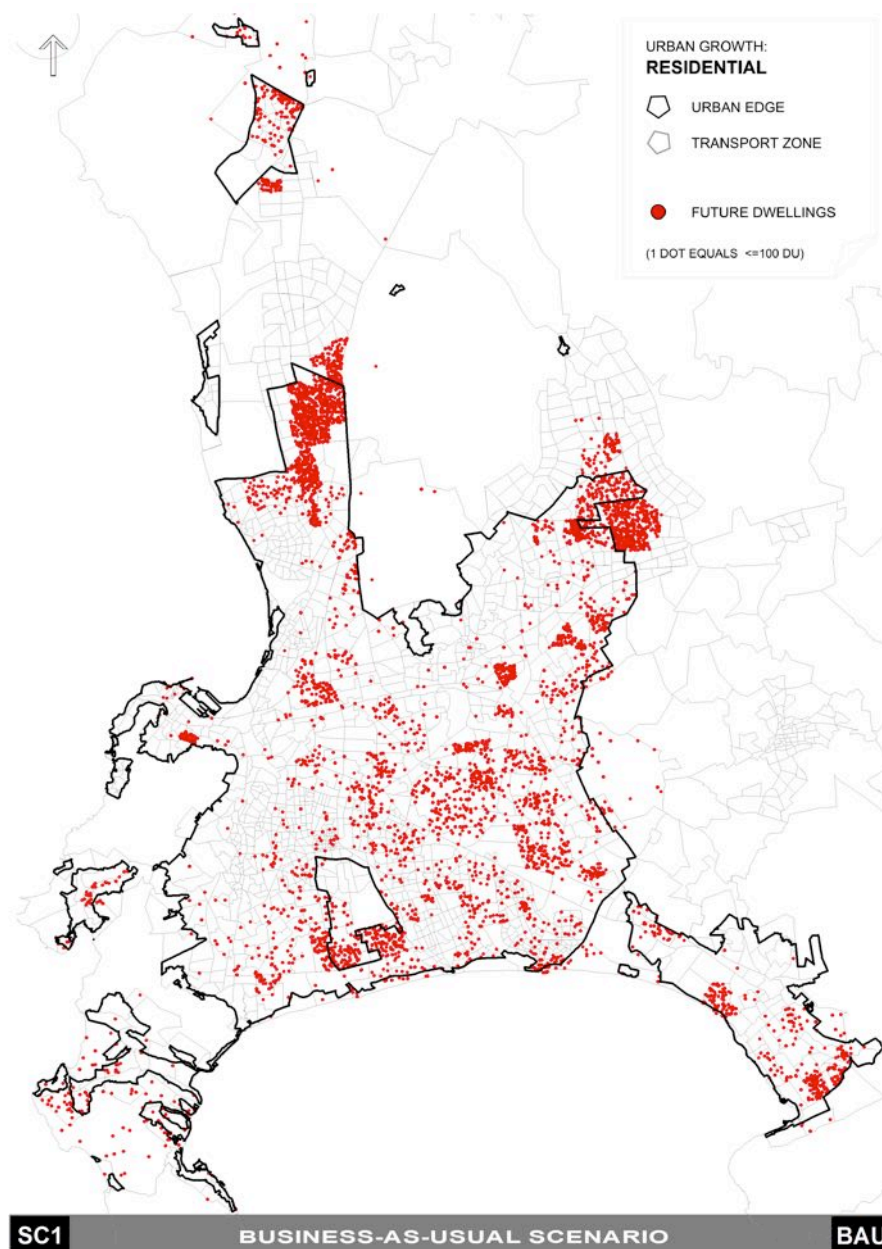 URBAN GROWTH:
RESIDENTIAL
URBAN EDGE
TRANSPORT ZONE
FUTURE DWELLINGS
(1 DOT EQUALS <=100 DU)
SC1 BUSINESS-AS-USUAL SCENARIO BAU